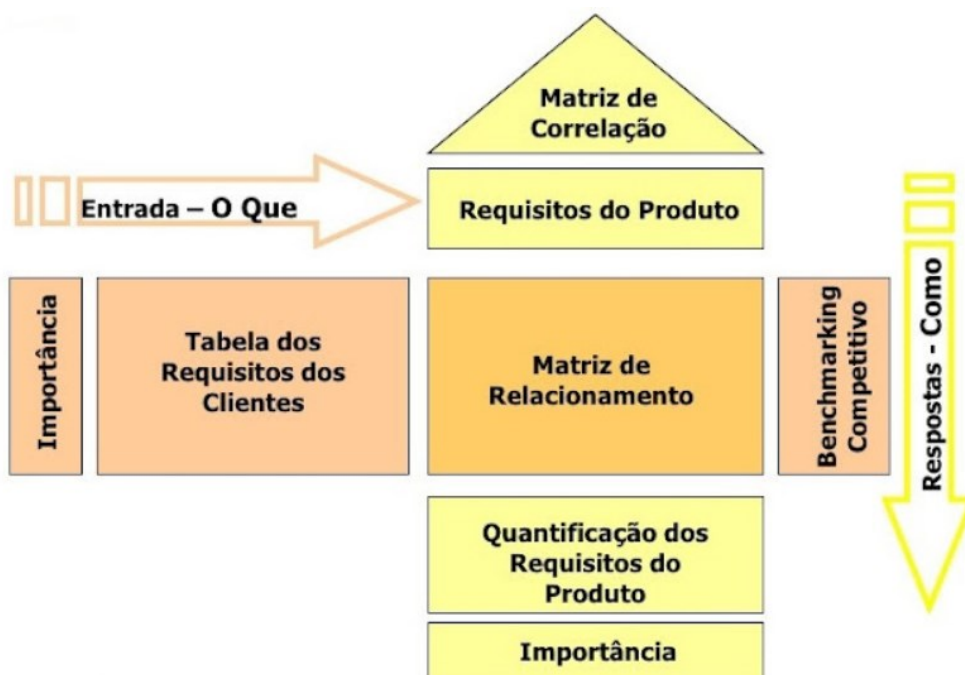 Matriz de
Correlação
Entrada – O Que
Requisitos do Produto
Importância
Tabela dos
Requisitos dos
Clientes
Matriz de
Relacionamento
Benchmarking
Competitivo
Respostas - Como
Quantificação dos
Requisitos do
Produto
Importância